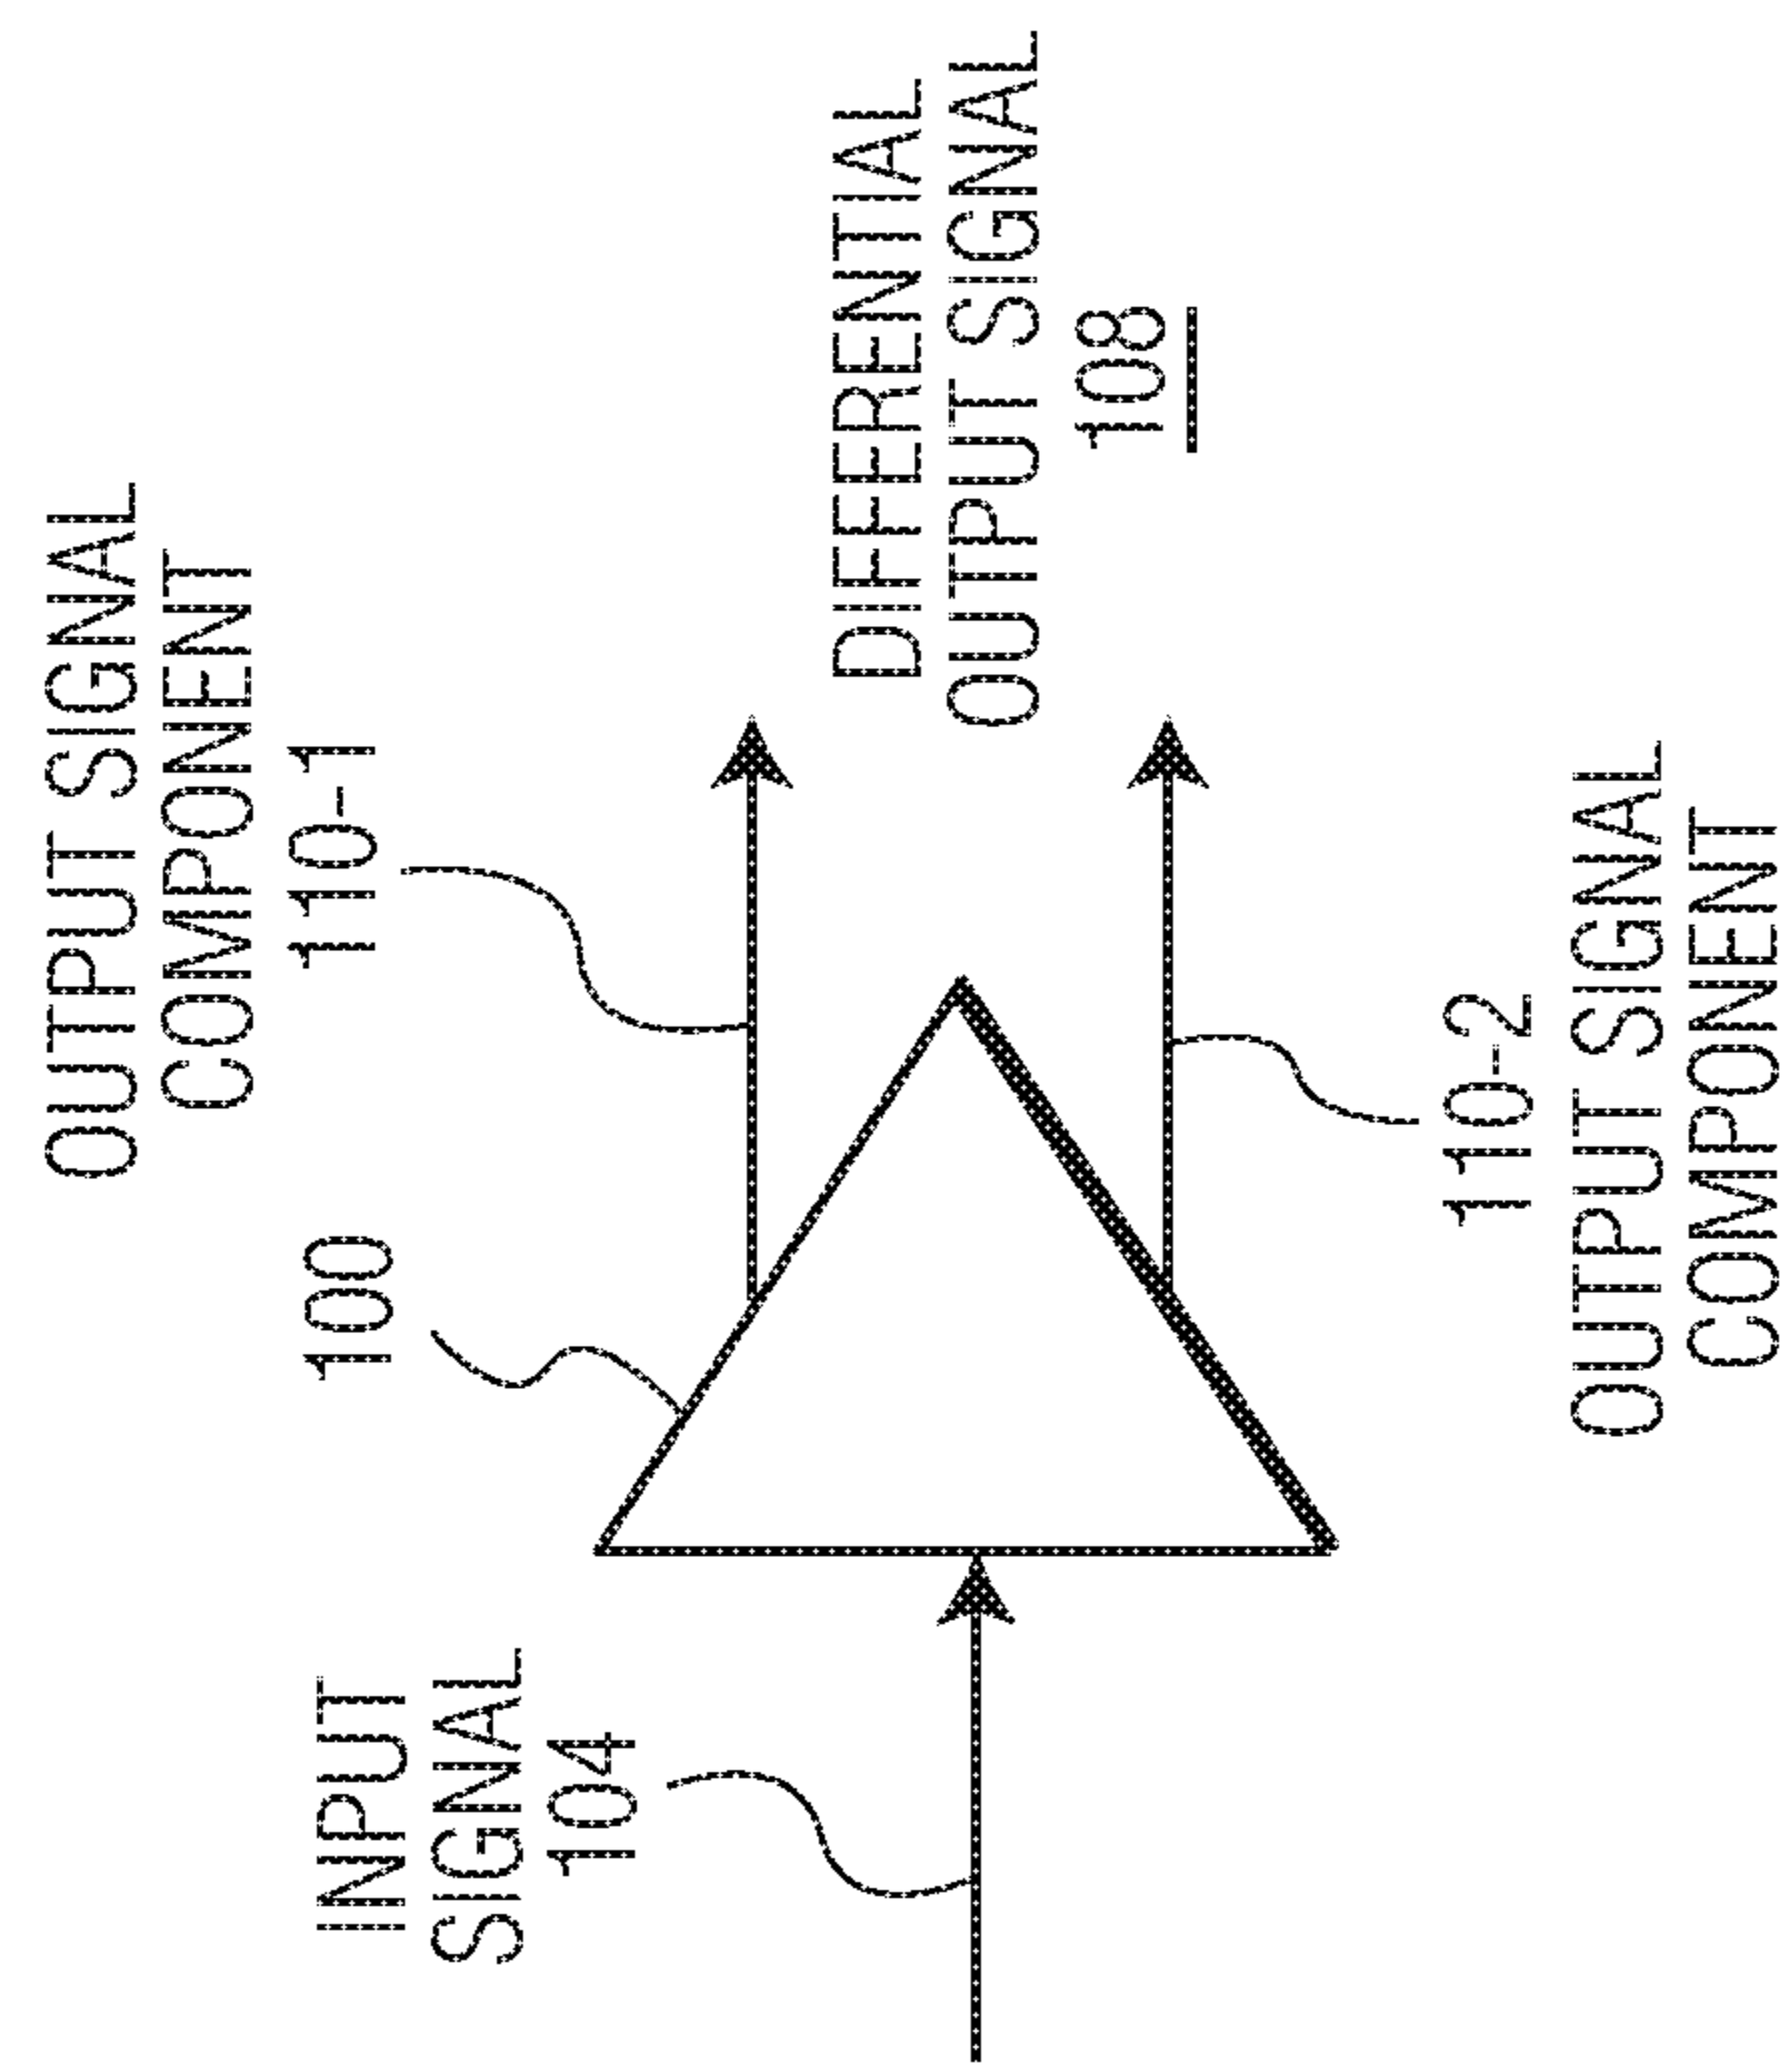 OUTPUT SIGNAL
COMPONENT
110-1
100
INPUT
SIGNAL
104
DIFFERENTIAL
OUTPUT SIGNAL
108
110-2
OUTPUT SIGNAL
COMPONENT